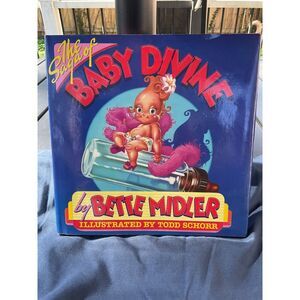 The
Saga of
BABY DIVINE
by BETTE MIDLER
ILLUSTRATED BY TODD SCHORR